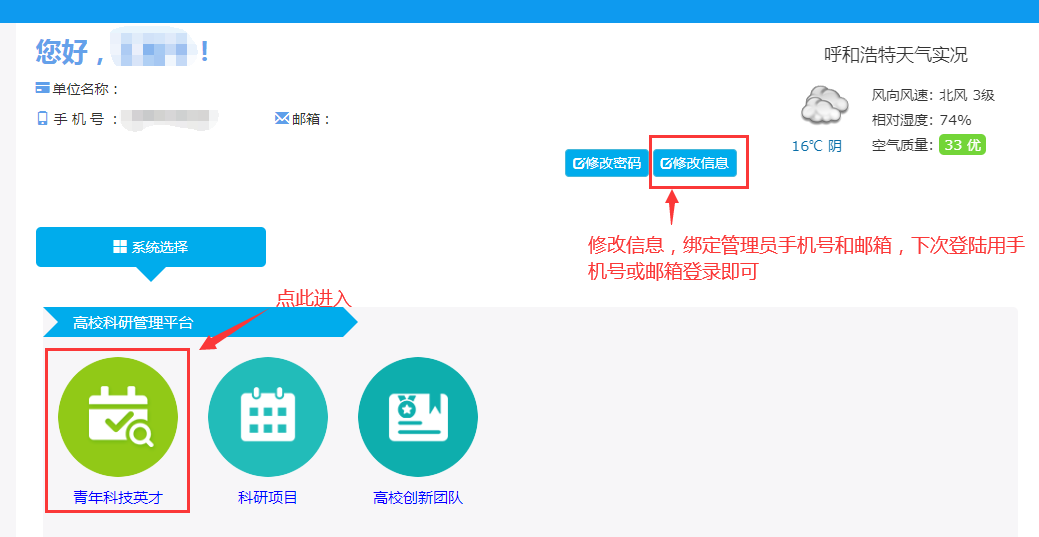 您好，！
呼和浩特天气实况
单位名称：
风向风速: 北风 3级
手 机 号 ：
邮箱：
相对湿度: 74%
16℃ 阴
空气质量: 33 优
修改密码
修改信息
修改信息，绑定管理员手机号和邮箱，下次登陆用手
机号或邮箱登录即可
系统选择
点此进入
高校科研管理平台
青年科技英才
科研项目
高校创新团队